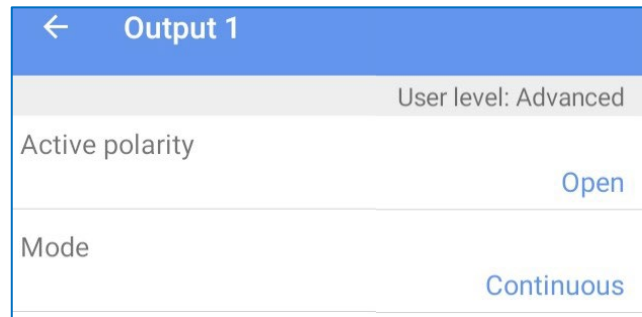 Output 1
User level: Advanced
Active polarity
Open
Mode
Continuous